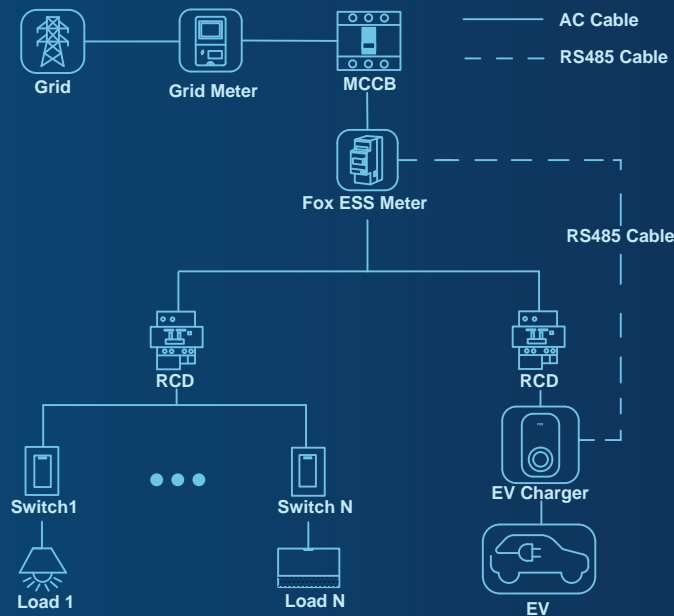 AC Cable
RS485 Cable
Grid
Grid Meter
MCCB
Fox ESS Meter
RS485 Cable
RCD
RCD
Switch1
Switch N
EV Charger
Load 1
Load N
EV